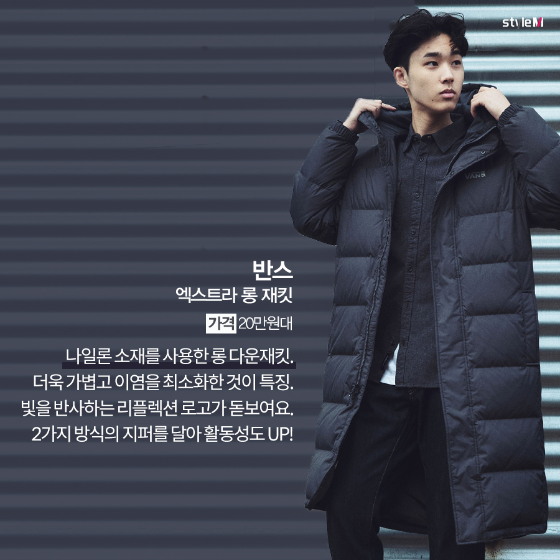 styleM
VANS
반스
엑스트라 롱 재킷
가격 20만원대
나일론 소재를 사용한 롱 다운재킷.
더욱 가볍고 이염을 최소화한 것이 특징.
빛을 반사하는 리플렉션 로고가 돋보여요.
2가지 방식의 지퍼를 달아 활동성도 UP!